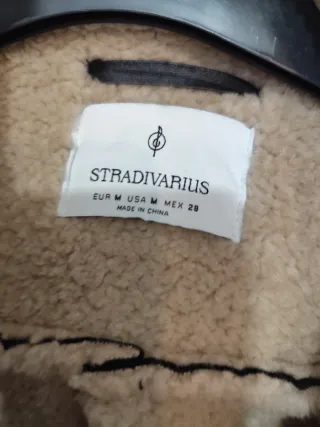 STRADIVARIUS
EUR M USA M MEX 28
MADE IN CHINA